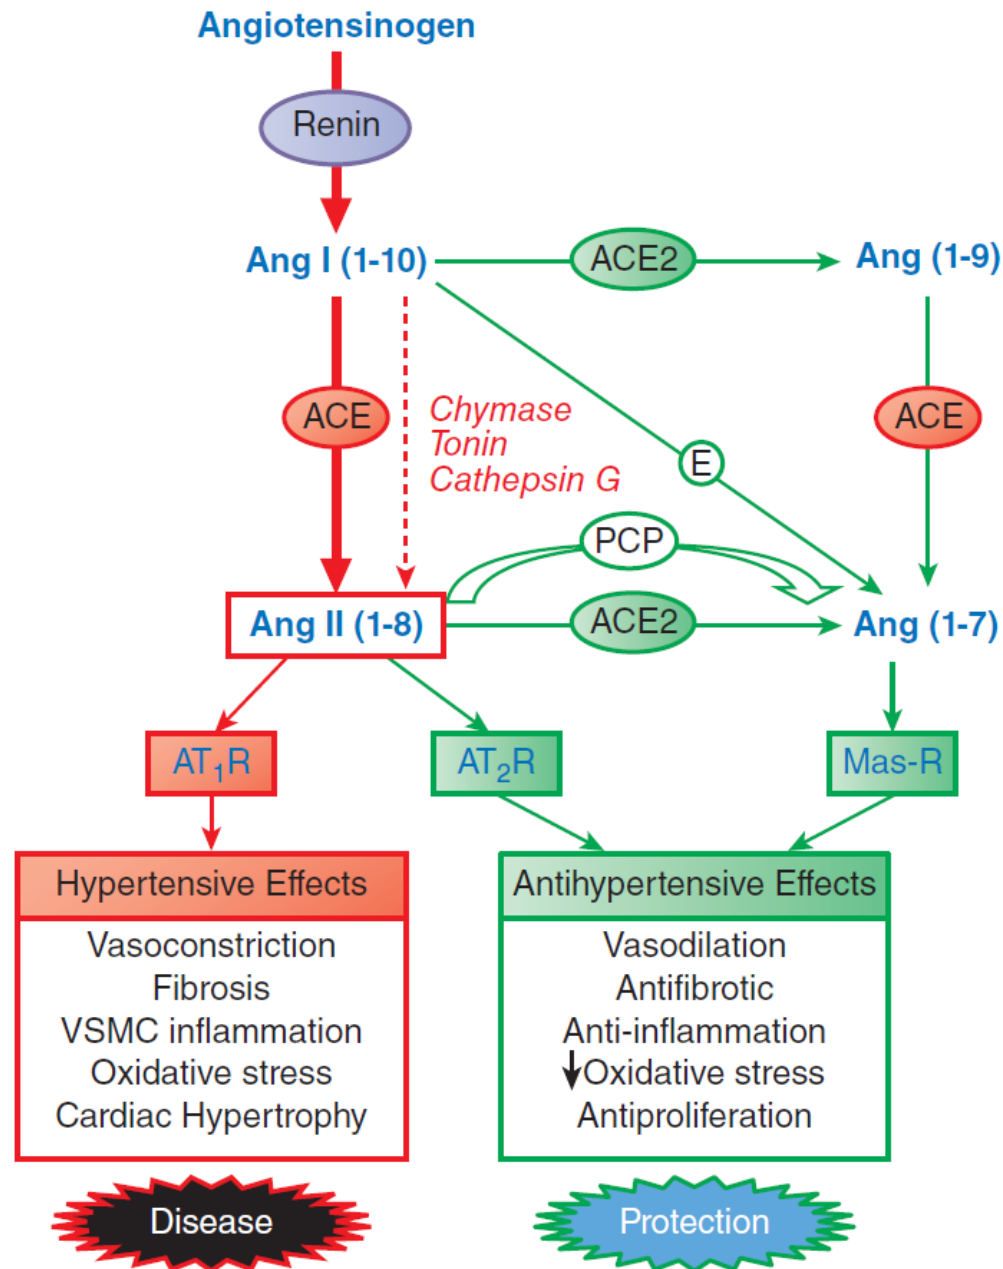 Angiotensinogen
Renin
Ang I (1-10)
ACE2
Ang (1-9)
ACE
Chymase
Tonin
Cathepsin G
E
ACE
PCP
Ang II (1-8)
ACE2
Ang (1-7)
AT₁R
AT₂R
Mas-R
Hypertensive Effects
Vasoconstriction
Fibrosis
VSMC inflammation
Oxidative stress
Cardiac Hypertrophy
Disease
Antihypertensive Effects
Vasodilation
Antifibrotic
Anti-inflammation
↓Oxidative stress
Antiproliferation
Protection